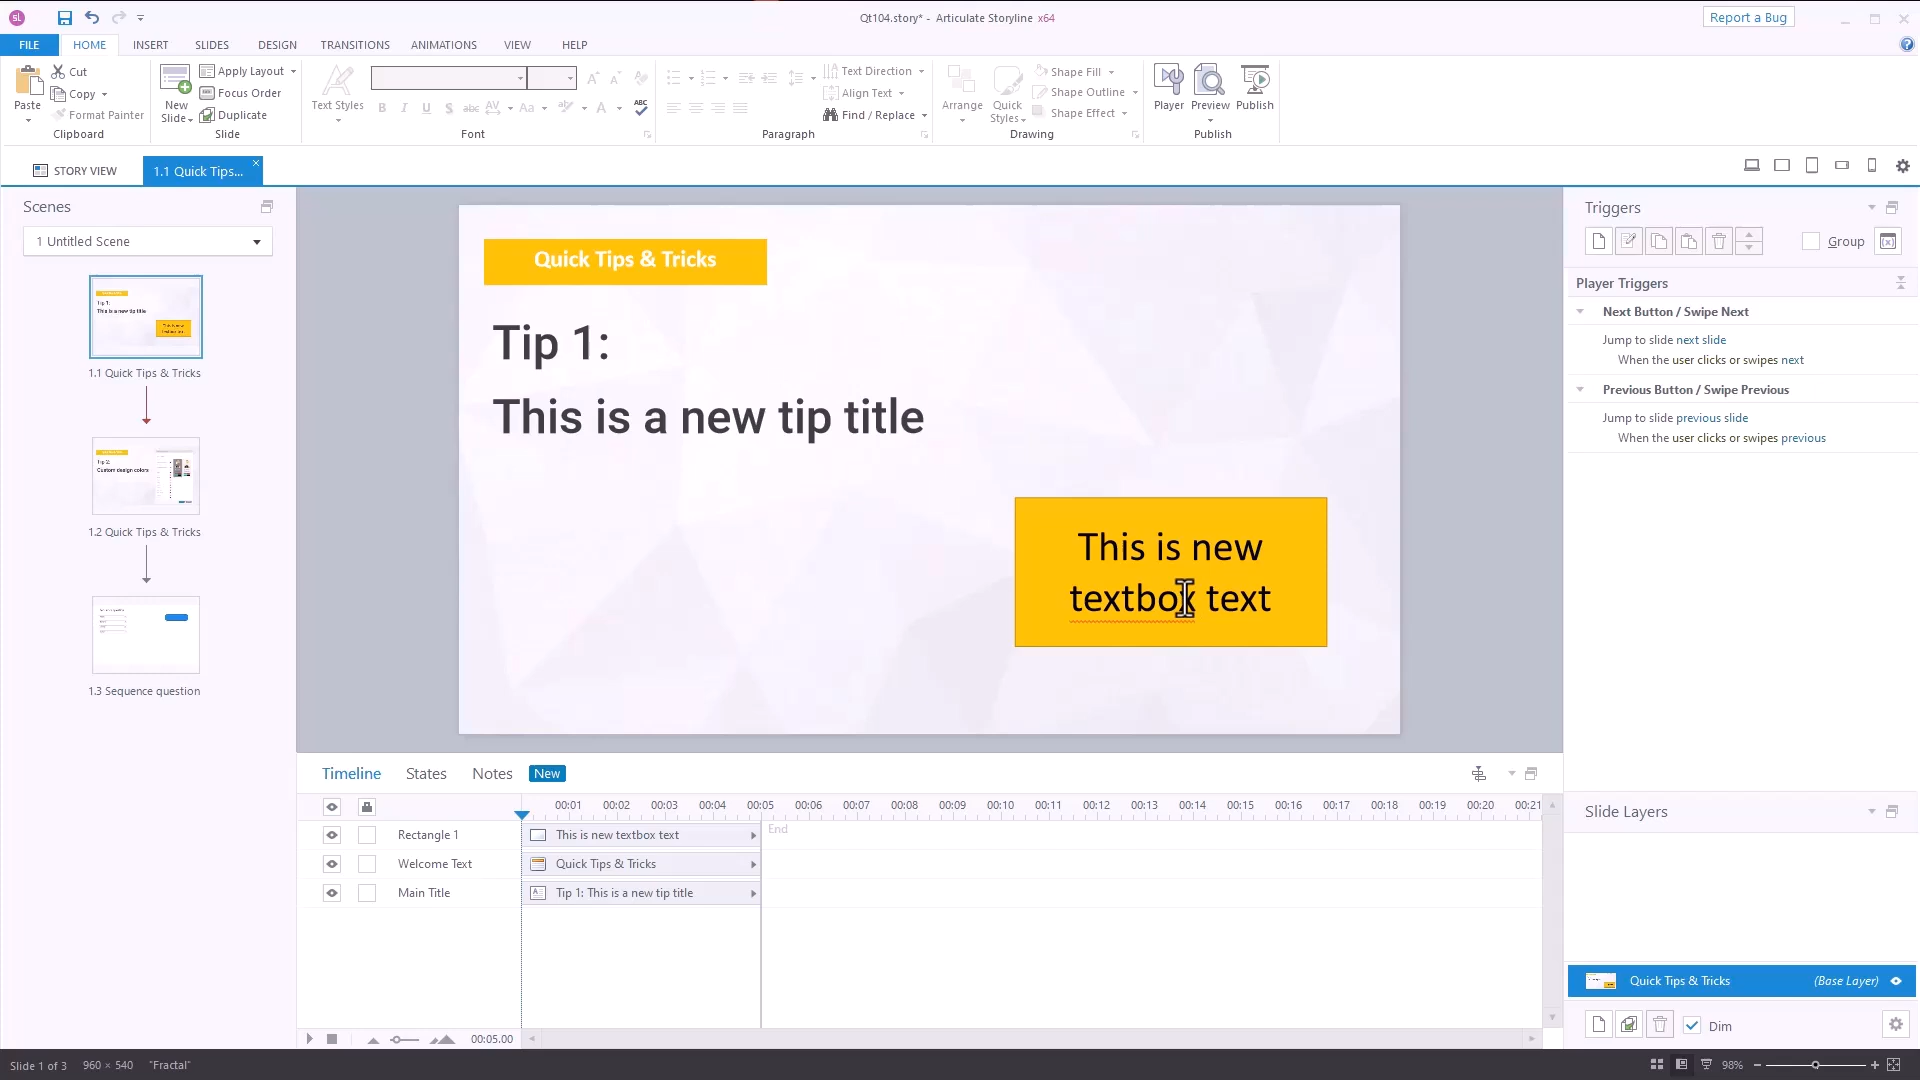 Qt104.story* - Articulate Storyline x64
Report a Bug
FILE HOME INSERT SLIDES DESIGN TRANSITIONS ANIMATIONS VIEW HELP
Paste
Cut
Copy
Format Painter
Clipboard
New
Slide
Apply Layout
Focus Order
Duplicate
Slide
Text Styles
B I U S abc AV Aa
ABC
Font
Text Direction
Align Text
Find / Replace
Paragraph
Arrange
Quick
Styles
Shape Fill
Shape Outline
Shape Effect
Drawing
Player
Preview
Publish
Publish
STORY VIEW
1.1 Quick Tips...
Scenes
1 Untitled Scene
1.1 Quick Tips & Tricks
Tip 2:
Custom design colors
1.2 Quick Tips & Tricks
1.3 Sequence question
Quick Tips & Tricks
Tip 1:
This is a new tip title
This is new
textbox text
Triggers
Group
Player Triggers
Next Button / Swipe Next
Jump to slide next slide
When the user clicks or swipes next
Previous Button / Swipe Previous
Jump to slide previous slide
When the user clicks or swipes previous
Timeline States Notes New
00:01 00:02 00:03 00:04 00:05 00:06 00:07 00:08 00:09 00:10 00:11 00:12 00:13 00:14 00:15 00:16 00:17 00:18 00:19 00:20 00:21
Rectangle 1 This is new textbox text End
Welcome Text Quick Tips & Tricks
Main Title Tip 1: This is a new tip title
00:05.00
Slide Layers
Quick Tips & Tricks (Base Layer)
Dim
Slide 1 of 3 960 × 540 "Fractal"
98%